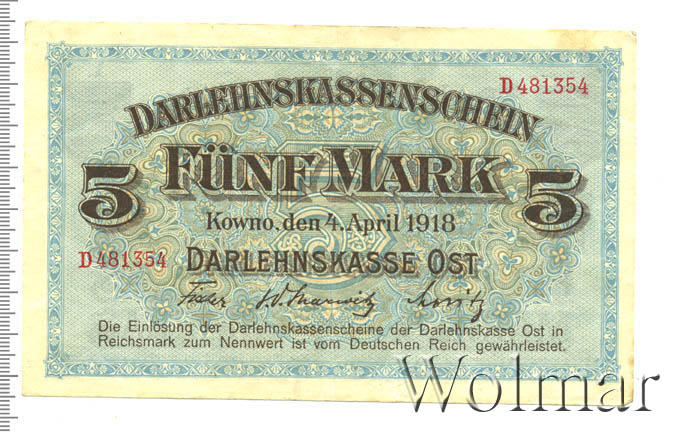 D481354
DARLEHNSKASSENSCHEIN
5 FÜNF MARK 5
Kowno, den 4. April 1918
D481354 DARLEHNSKASSE OST
Die Einlösung der Darlehnskassenscheine der Darlehnskasse Ost in
Reichsmark zum Nennwert ist vom Deutschen Reich gewährleistet.
Wolmar